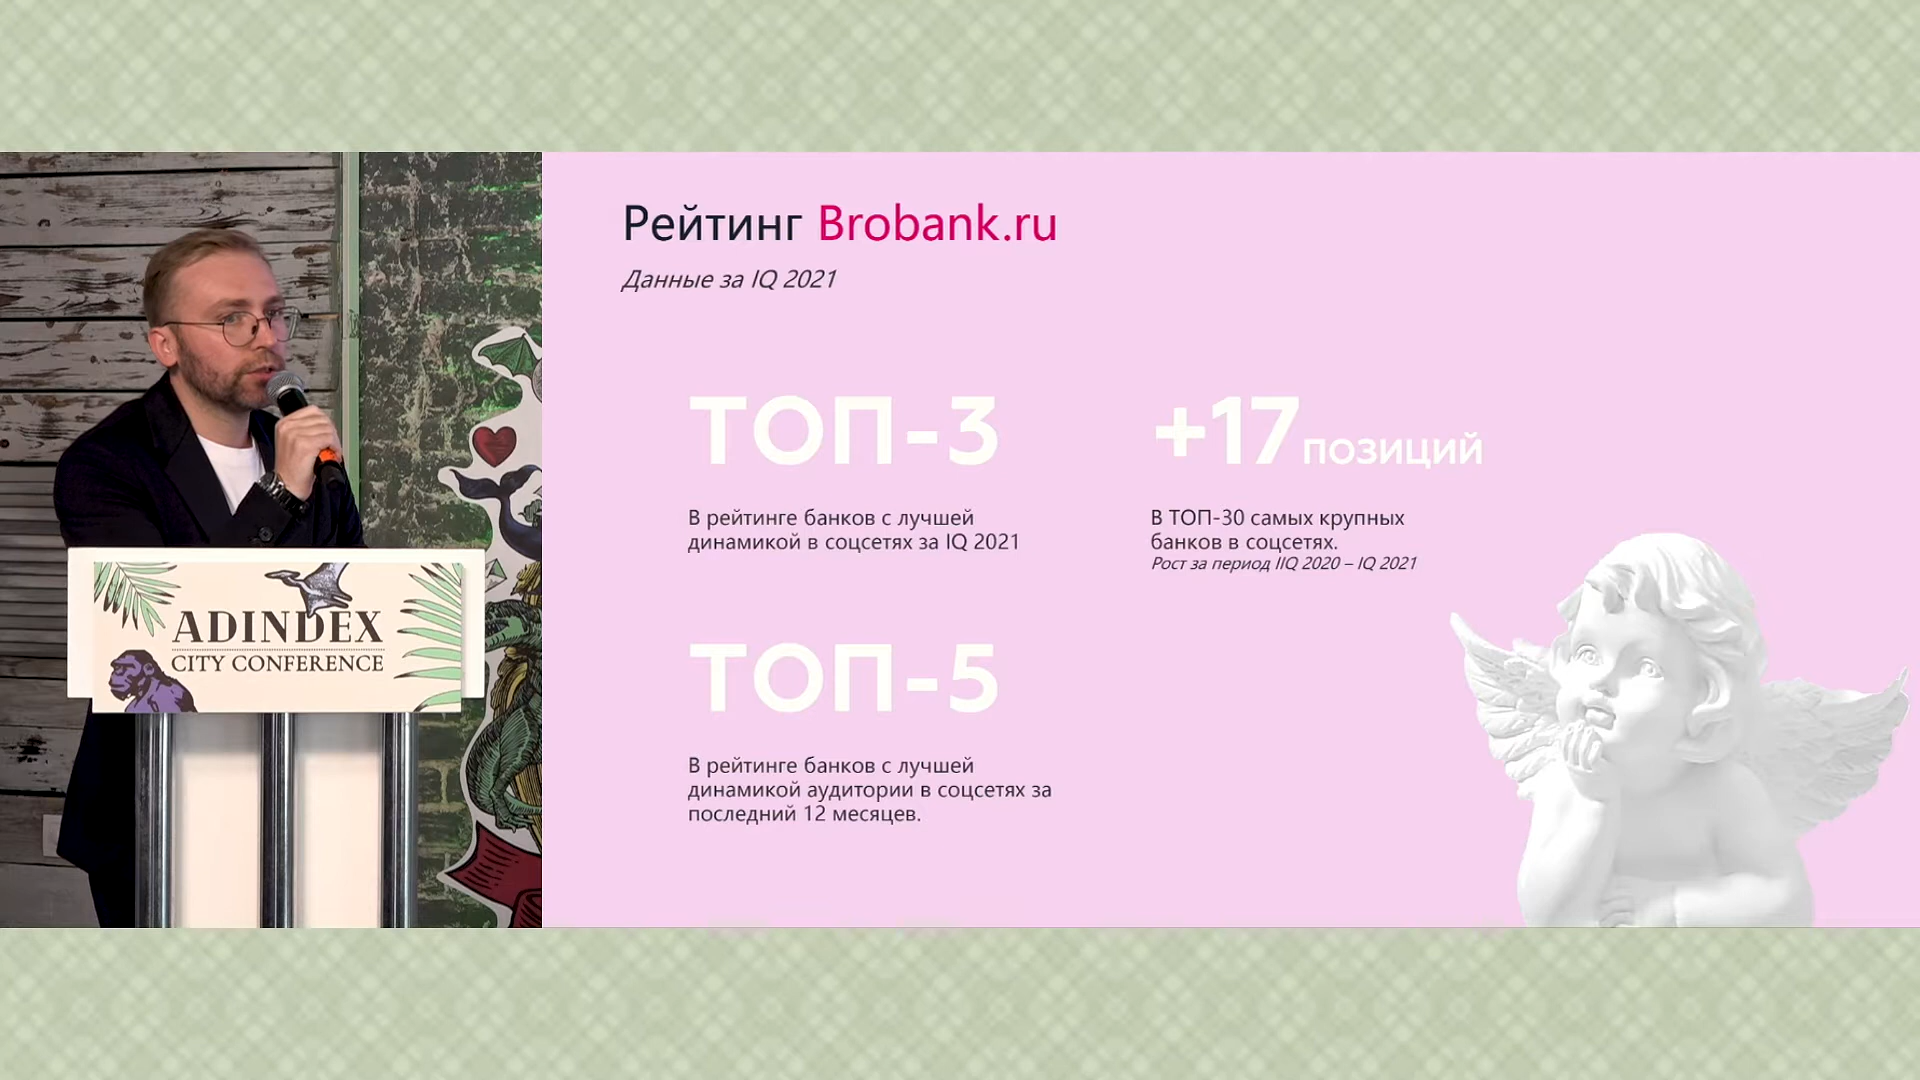 Рейтинг Brobank.ru
Данные за IQ 2021
ТОП-3
В рейтинге банков с лучшей
динамикой в соцсетях за IQ 2021
+17 позиций
В ТОП-30 самых крупных
банков в соцсетях.
Рост за период IIQ 2020 – IQ 2021
ТОП-5
В рейтинге банков с лучшей
динамикой аудитории в соцсетях за
последний 12 месяцев.
ADINDEX
CITY CONFERENCE